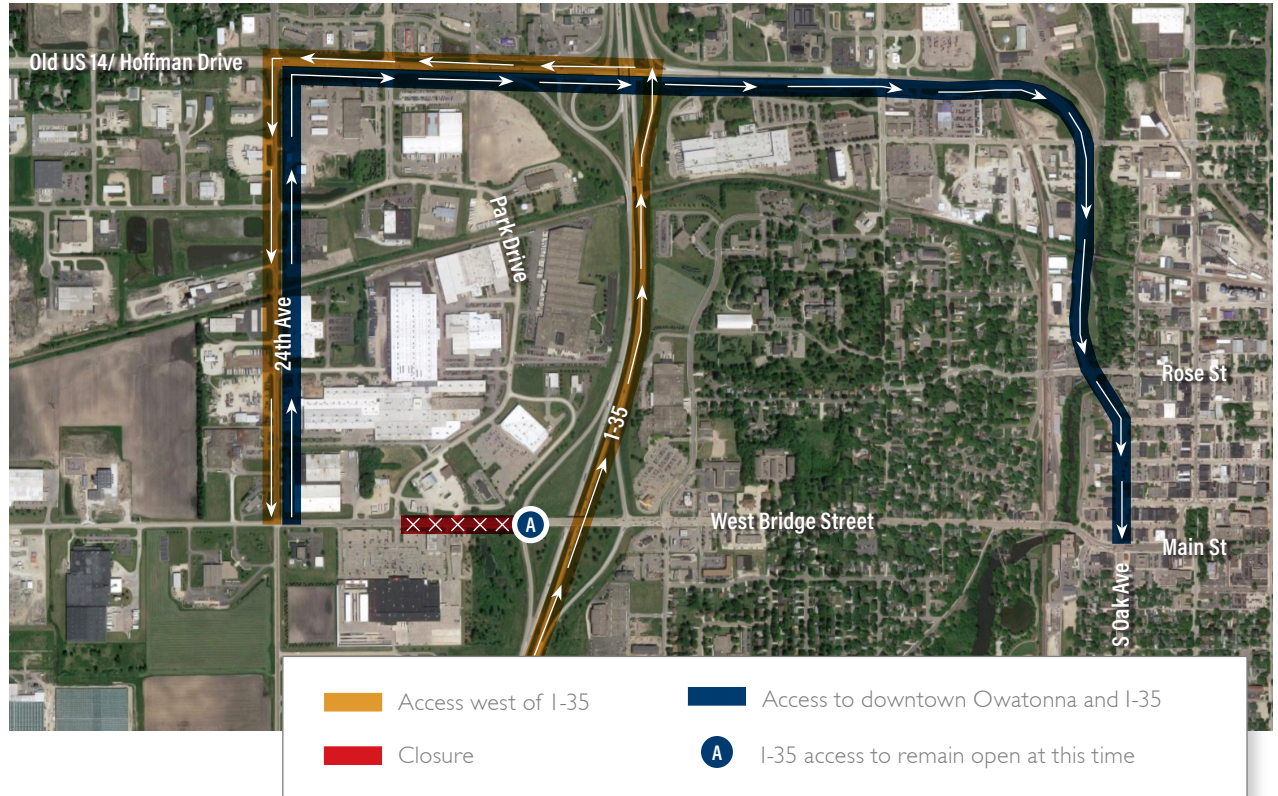 Old US 14/ Hoffman Drive
Park Drive
24th Ave
Rose St
I-35
A
West Bridge Street
Main St
S Oak Ave
Access west of I-35
Access to downtown Owatonna and I-35
Closure
A I-35 access to remain open at this time